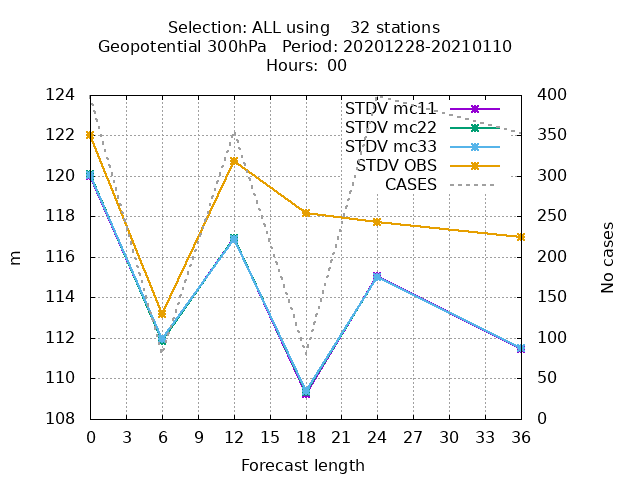 Selection: ALL using    32 stations
Geopotential 300hPa   Period: 20201228-20210110
Hours:  00
STDV mc11
STDV mc22
STDV mc33
STDV OBS
CASES
124
122
120
118
116
114
112
110
108
m
400
350
300
250
200
150
100
50
0
No cases
0 3 6 9 12 15 18 21 24 27 30 33 36
Forecast length